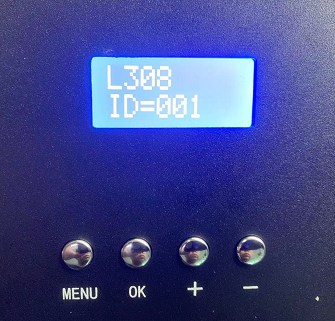 L308
ID=001
MENU OK + −